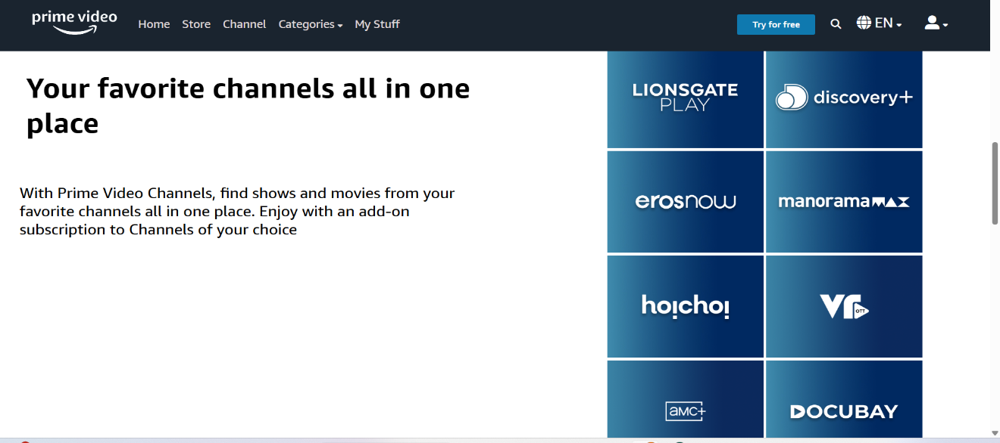 prime video
Home Store Channel Categories My Stuff
Try for free
EN
Your favorite channels all in one
place
With Prime Video Channels, find shows and movies from your
favorite channels all in one place. Enjoy with an add-on
subscription to Channels of your choice
LIONSGATE
PLAY
discovery+
erosnow
manorama MAX
hoichoi
VR
OTT
amc+
DOCUBAY